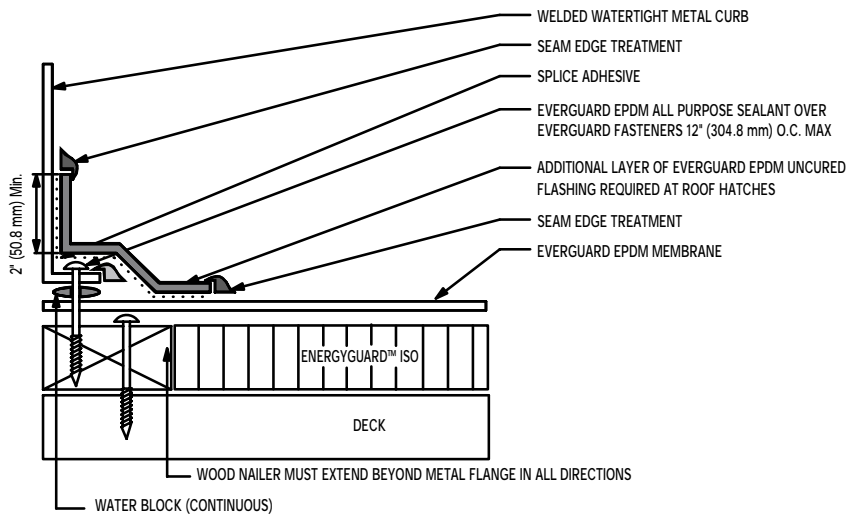 WELDED WATERTIGHT METAL CURB
SEAM EDGE TREATMENT
SPLICE ADHESIVE
EVERGUARD EPDM ALL PURPOSE SEALANT OVER
EVERGUARD FASTENERS 12" (304.8 mm) O.C. MAX
ADDITIONAL LAYER OF EVERGUARD EPDM UNCURED
FLASHING REQUIRED AT ROOF HATCHES
SEAM EDGE TREATMENT
EVERGUARD EPDM MEMBRANE
2" (50.8 mm) Min.
ENERGYGUARD™ ISO
DECK
WOOD NAILER MUST EXTEND BEYOND METAL FLANGE IN ALL DIRECTIONS
WATER BLOCK (CONTINUOUS)